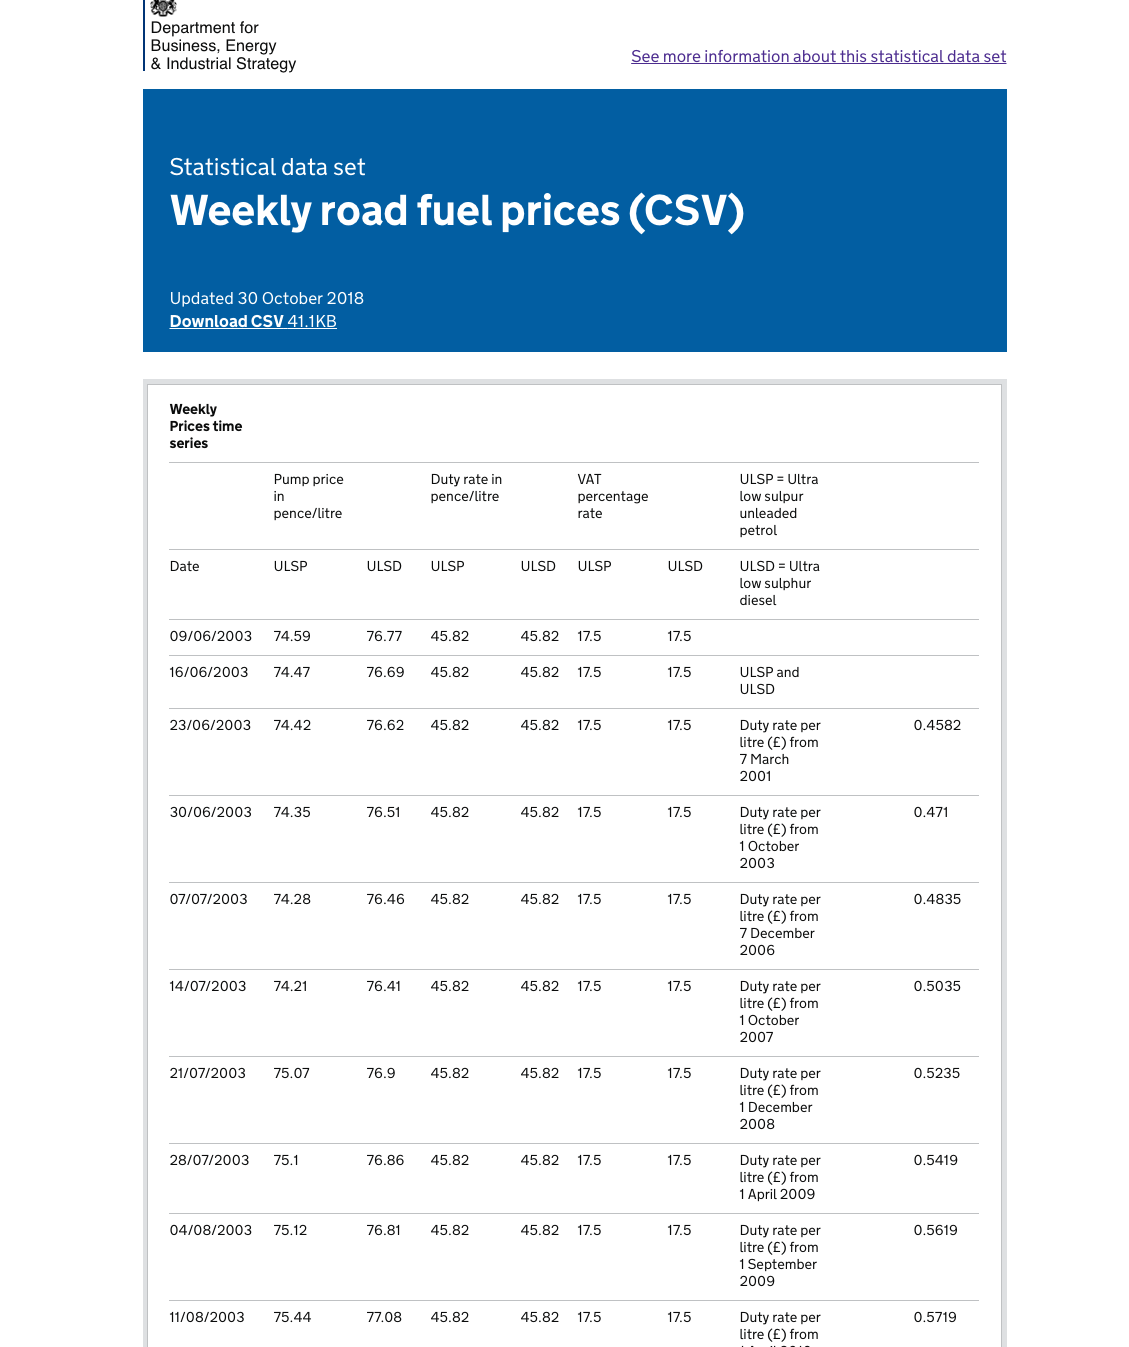 Department for
Business, Energy
& Industrial Strategy
See more information about this statistical data set
Statistical data set
Weekly road fuel prices (CSV)
Updated 30 October 2018
Download CSV 41.1KB
Weekly
Prices time
series
Pump price
in
pence/litre
Duty rate in
pence/litre
VAT
percentage
rate
ULSP = Ultra
low sulpur
unleaded
petrol
Date ULSP ULSD ULSP ULSD ULSP ULSD ULSD = Ultra
low sulphur
diesel
09/06/2003 74.59 76.77 45.82 45.82 17.5 17.5
16/06/2003 74.47 76.69 45.82 45.82 17.5 17.5 ULSP and
ULSD
23/06/2003 74.42 76.62 45.82 45.82 17.5 17.5 Duty rate per 0.4582
litre (£) from
7 March
2001
30/06/2003 74.35 76.51 45.82 45.82 17.5 17.5 Duty rate per 0.471
litre (£) from
1 October
2003
07/07/2003 74.28 76.46 45.82 45.82 17.5 17.5 Duty rate per 0.4835
litre (£) from
7 December
2006
14/07/2003 74.21 76.41 45.82 45.82 17.5 17.5 Duty rate per 0.5035
litre (£) from
1 October
2007
21/07/2003 75.07 76.9 45.82 45.82 17.5 17.5 Duty rate per 0.5235
litre (£) from
1 December
2008
28/07/2003 75.1 76.86 45.82 45.82 17.5 17.5 Duty rate per 0.5419
litre (£) from
1 April 2009
04/08/2003 75.12 76.81 45.82 45.82 17.5 17.5 Duty rate per 0.5619
litre (£) from
1 September
2009
11/08/2003 75.44 77.08 45.82 45.82 17.5 17.5 Duty rate per 0.5719
litre (£) from